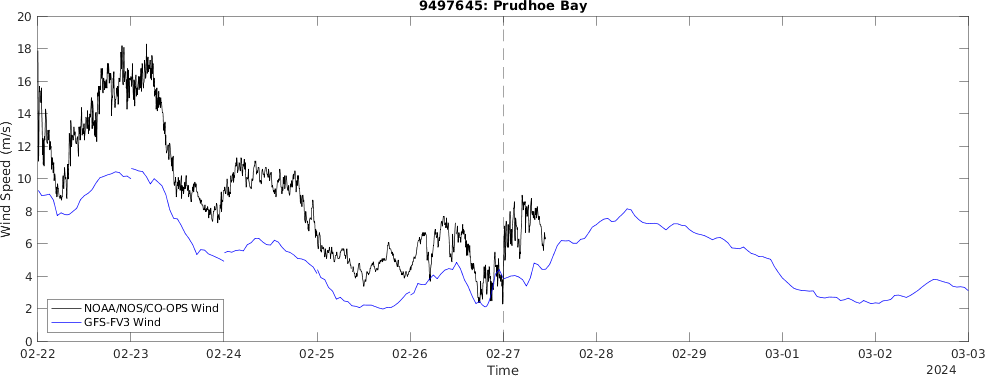 9497645: Prudhoe Bay
20
18
16
14
12
10
8
6
4
2
0
Wind Speed (m/s)
NOAA/NOS/CO-OPS Wind
GFS-FV3 Wind
02-22 02-23 02-24 02-25 02-26 02-27 02-28 02-29 03-01 03-02 03-03
Time
2024